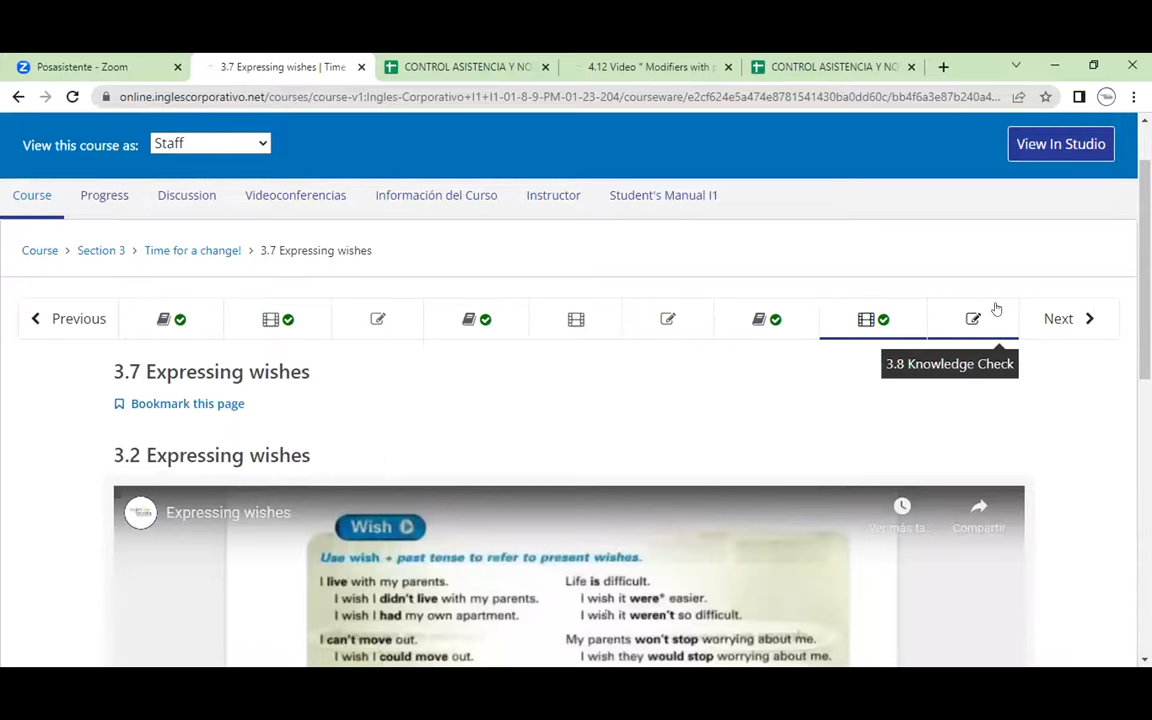 Posasistente - Zoom
3.7 Expressing wishes | Time
CONTROL ASISTENCIA Y NO
4.12 Video " Modifiers with p
CONTROL ASISTENCIA Y NO
online.inglescorporativo.net/courses/course-v1:Ingles-Corporativo+I1+I1-01-8-9-PM-01-23-204/courseware/e2cf624e5a474e8781541430ba0dd60c/bb4f6a3e87b240a4...
View this course as:
Staff
View In Studio
Course
Progress
Discussion
Videoconferencias
Información del Curso
Instructor
Student's Manual I1
Course > Section 3 > Time for a change! > 3.7 Expressing wishes
Previous
Next
3.8 Knowledge Check
3.7 Expressing wishes
Bookmark this page
3.2 Expressing wishes
Expressing wishes
Ver más ta...
Compartir
Wish
Use wish + past tense to refer to present wishes.
I live with my parents.
I wish I didn't live with my parents.
I wish I had my own apartment.
I can't move out.
I wish I could move out.
Life is difficult.
I wish it were* easier.
I wish it weren't so difficult.
My parents won't stop worrying about me.
I wish they would stop worrying about me.